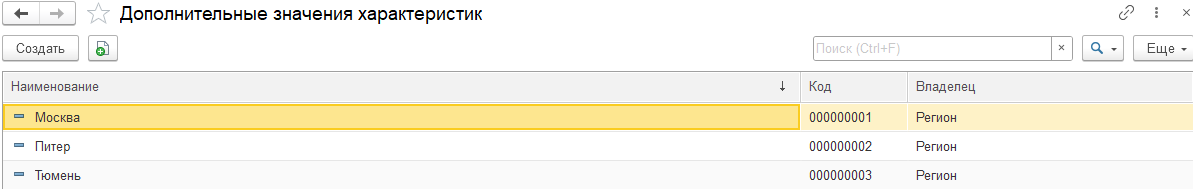 Дополнительные значения характеристик
Создать Поиск (Ctrl+F) × Еще
Наименование ↓ Код Владелец
Москва 000000001 Регион
Питер 000000002 Регион
Тюмень 000000003 Регион